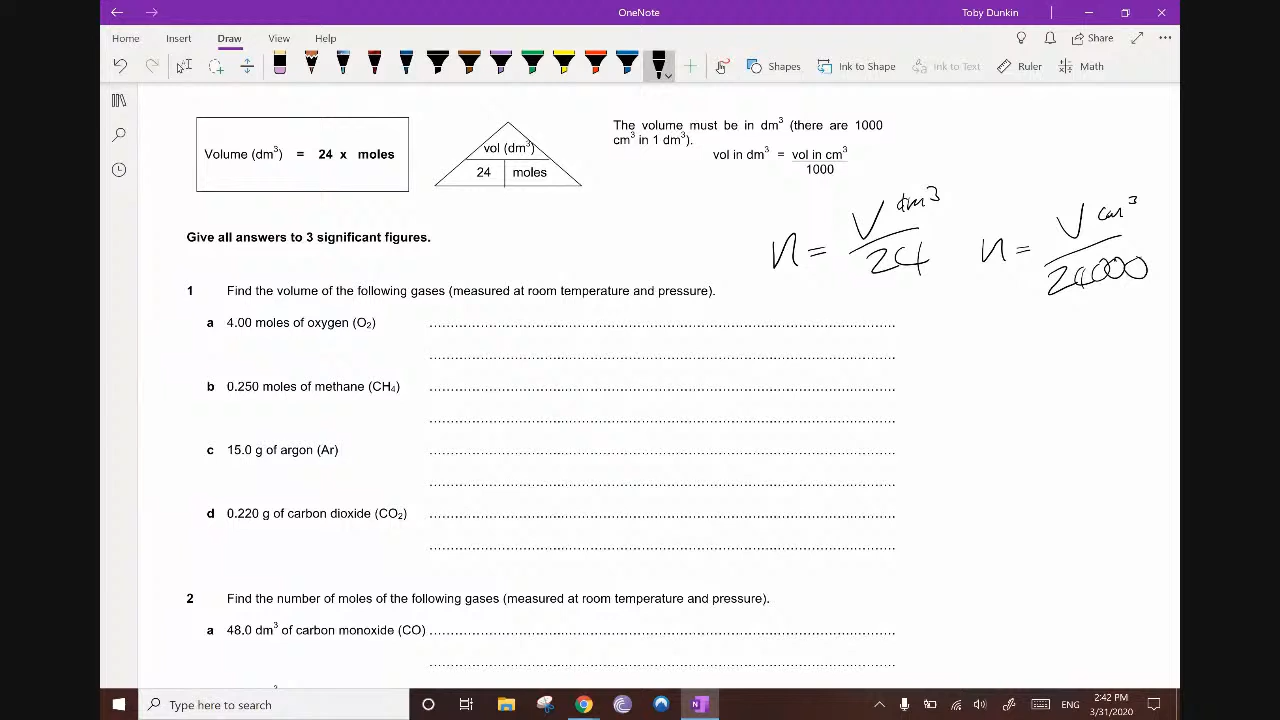 OneNote
Toby Dunkin
Home Insert Draw View Help
Share
Shapes
Ink to Shape
Ink to Text
Ruler
Math
Volume (dm³) = 24 x moles
vol (dm³)
24 moles
The volume must be in dm³ (there are 1000
cm³ in 1 dm³).
vol in dm³ = vol in cm³
1000
n = V dm³
24
n = V cm³
24000
Give all answers to 3 significant figures.
1 Find the volume of the following gases (measured at room temperature and pressure).
a 4.00 moles of oxygen (O₂) ................................................................
................................................................
b 0.250 moles of methane (CH₄) ................................................................
................................................................
c 15.0 g of argon (Ar) ................................................................
................................................................
d 0.220 g of carbon dioxide (CO₂) ................................................................
................................................................
2 Find the number of moles of the following gases (measured at room temperature and pressure).
a 48.0 dm³ of carbon monoxide (CO) ................................................................
................................................................
Type here to search
ENG
2:42 PM
3/31/2020